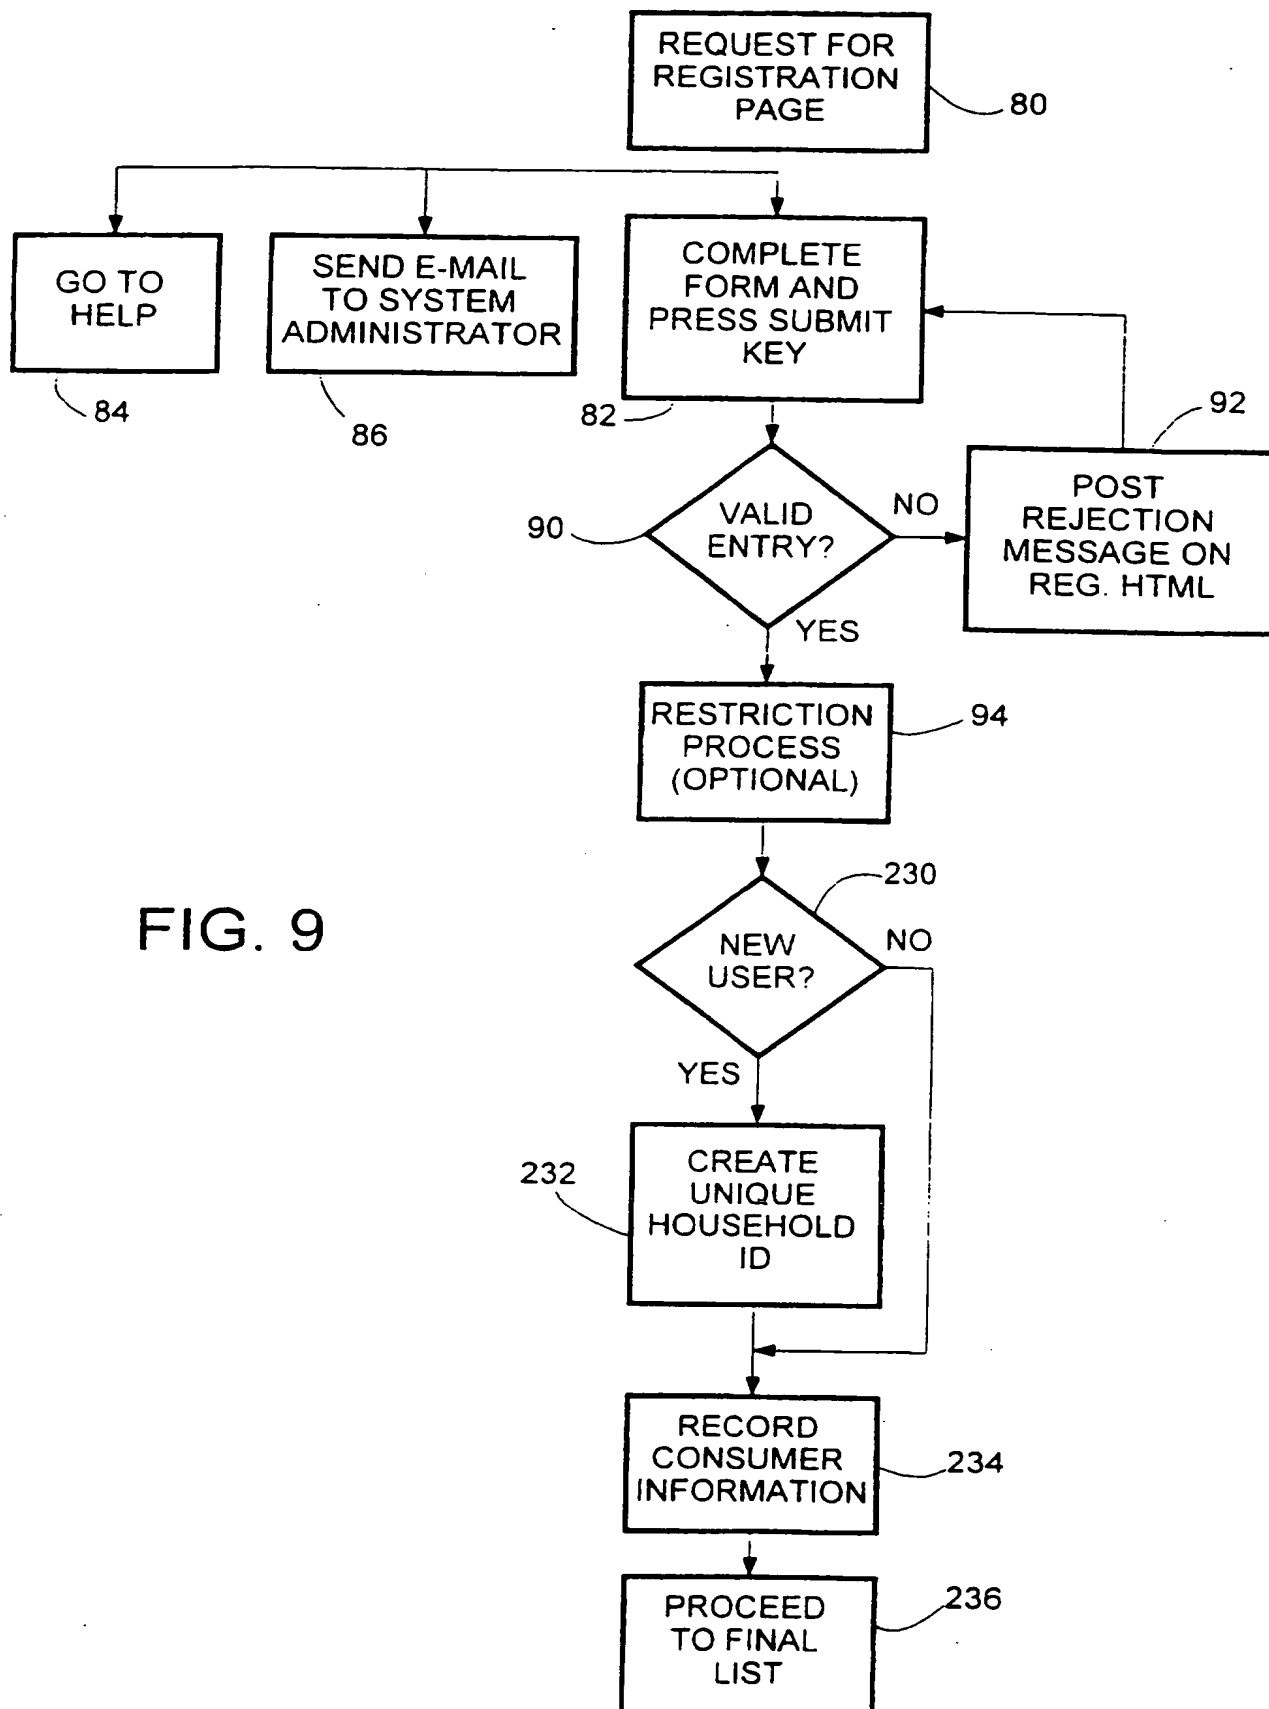 REQUEST FOR
REGISTRATION
PAGE
80
GO TO
HELP
84
SEND E-MAIL
TO SYSTEM
ADMINISTRATOR
86
COMPLETE
FORM AND
PRESS SUBMIT
KEY
82
92
POST
REJECTION
MESSAGE ON
REG. HTML
90
VALID
ENTRY?
NO
YES
RESTRICTION
PROCESS
(OPTIONAL)
94
230
NEW
USER?
NO
YES
FIG. 9
232
CREATE
UNIQUE
HOUSEHOLD
ID
RECORD
CONSUMER
INFORMATION
234
PROCEED
TO FINAL
LIST
236